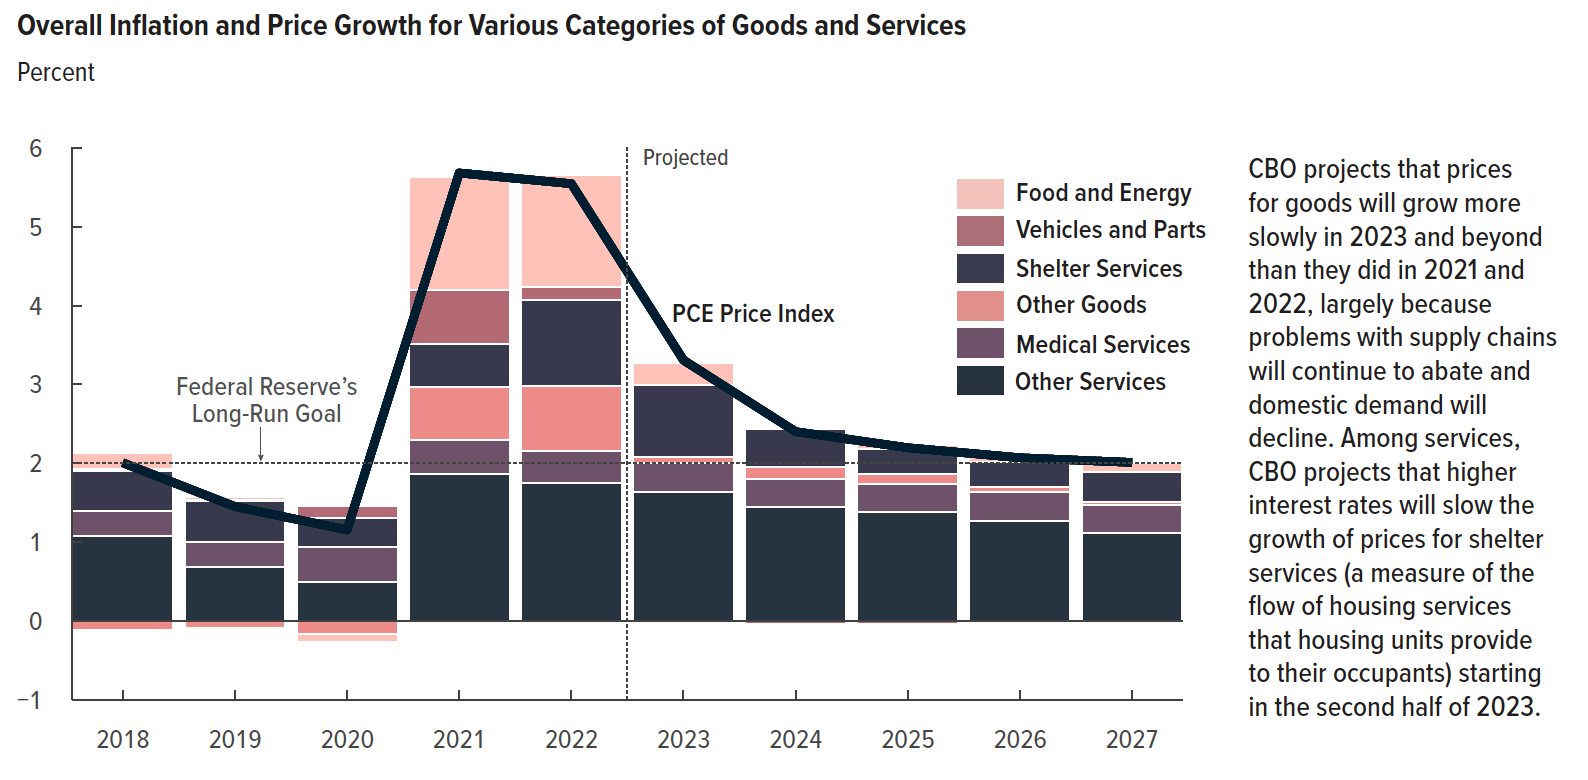 Overall Inflation and Price Growth for Various Categories of Goods and Services
Percent
6
5
4
3
2
1
0
−1
Projected
PCE Price Index
Federal Reserve’s
Long-Run Goal
Food and Energy
Vehicles and Parts
Shelter Services
Other Goods
Medical Services
Other Services
2018 2019 2020 2021 2022 2023 2024 2025 2026 2027
CBO projects that prices
for goods will grow more
slowly in 2023 and beyond
than they did in 2021 and
2022, largely because
problems with supply chains
will continue to abate and
domestic demand will
decline. Among services,
CBO projects that higher
interest rates will slow the
growth of prices for shelter
services (a measure of the
flow of housing services
that housing units provide
to their occupants) starting
in the second half of 2023.